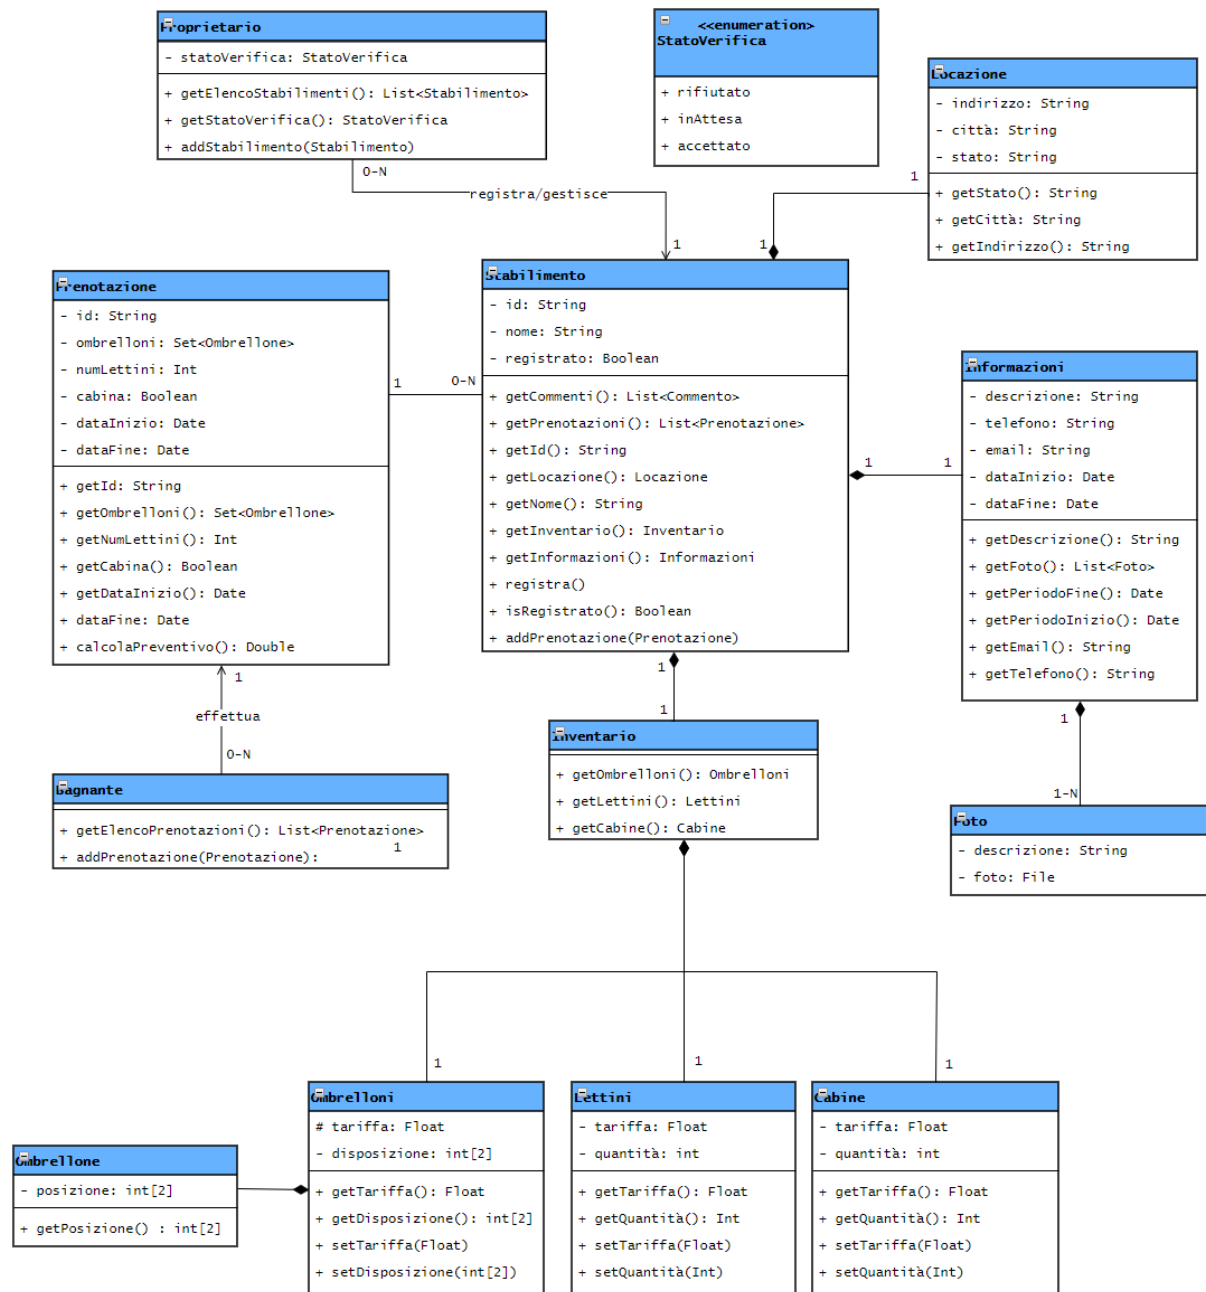 Proprietario
- statoVerifica: StatoVerifica
+ getElencoStabilimenti(): List<Stabilimento>
+ getStatoVerifica(): StatoVerifica
+ addStabilimento(Stabilimento)
<<enumeration>
StatoVerifica
+ rifiutato
+ inAttesa
+ accettato
Locazione
- indirizzo: String
- città: String
- stato: String
+ getStato(): String
+ getCittà: String
+ getIndirizzo(): String
0-N
registra/gestisce
1
1
1
Prenotazione
- id: String
- ombrelloni: Set<Ombrellone>
- numLettini: Int
- cabina: Boolean
- dataInizio: Date
- dataFine: Date
+ getId: String
+ getOmbrelloni(): Set<Ombrellone>
+ getNumLettini(): Int
+ getCabina(): Boolean
+ getDataInizio(): Date
+ dataFine: Date
+ calcolaPreventivo(): Double
1
0-N
Stabilimento
- id: String
- nome: String
- registrato: Boolean
+ getCommenti(): List<Commento>
+ getPrenotazioni(): List<Prenotazione>
+ getId(): String
+ getLocazione(): Locazione
+ getNome(): String
+ getInventario(): Inventario
+ getInformazioni(): Informazioni
+ registra()
+ isRegistrato(): Boolean
+ addPrenotazione(Prenotazione)
1
1
Informazioni
- descrizione: String
- telefono: String
- email: String
- dataInizio: Date
- dataFine: Date
+ getDescrizione(): String
+ getFoto(): List<Foto>
+ getPeriodoFine(): Date
+ getPeriodoInizio(): Date
+ getEmail(): String
+ getTelefono(): String
1
effettua
0-N
1
1
1
1-N
Bagnante
+ getElencoPrenotazioni(): List<Prenotazione>
1
+ addPrenotazione(Prenotazione):
Inventario
+ getOmbrelloni(): Ombrelloni
+ getLettini(): Lettini
+ getCabine(): Cabine
Foto
- descrizione: String
- foto: File
1
1
1
Ombrellone
- posizione: int[2]
+ getPosizione() : int[2]
Ombrelloni
# tariffa: Float
- disposizione: int[2]
+ getTariffa(): Float
+ getDisposizione(): int[2]
+ setTariffa(Float)
+ setDisposizione(int[2])
Lettini
- tariffa: Float
- quantità: int
+ getTariffa(): Float
+ getQuantità(): Int
+ setTariffa(Float)
+ setQuantità(Int)
Cabine
- tariffa: Float
- quantità: int
+ getTariffa(): Float
+ getQuantità(): Int
+ setTariffa(Float)
+ setQuantità(Int)